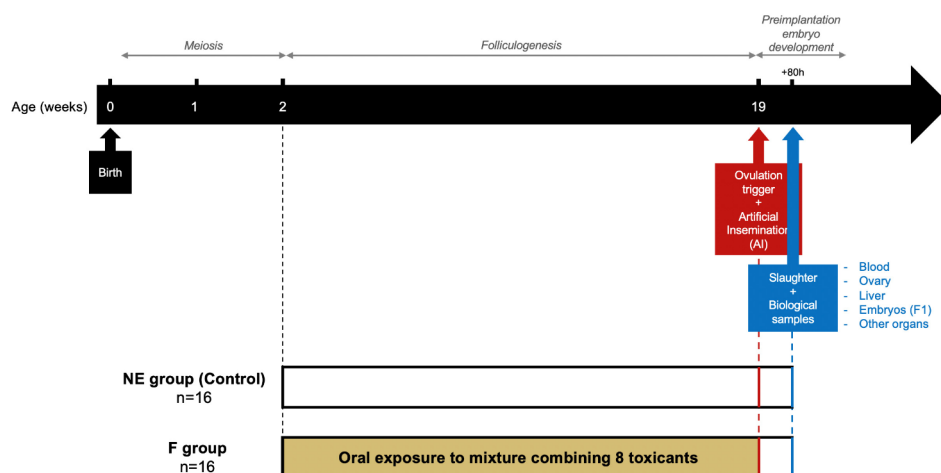 Preimplantation
embryo
development
Meiosis
Folliculogenesis
+80h
Age (weeks)
0
1
2
19
Birth
Ovulation
trigger
+
Artificial
Insemination
(AI)
Slaughter
+
Biological
samples
- Blood
- Ovary
- Liver
- Embryos (F1)
- Other organs
NE group (Control)
n=16
F group
n=16
Oral exposure to mixture combining 8 toxicants